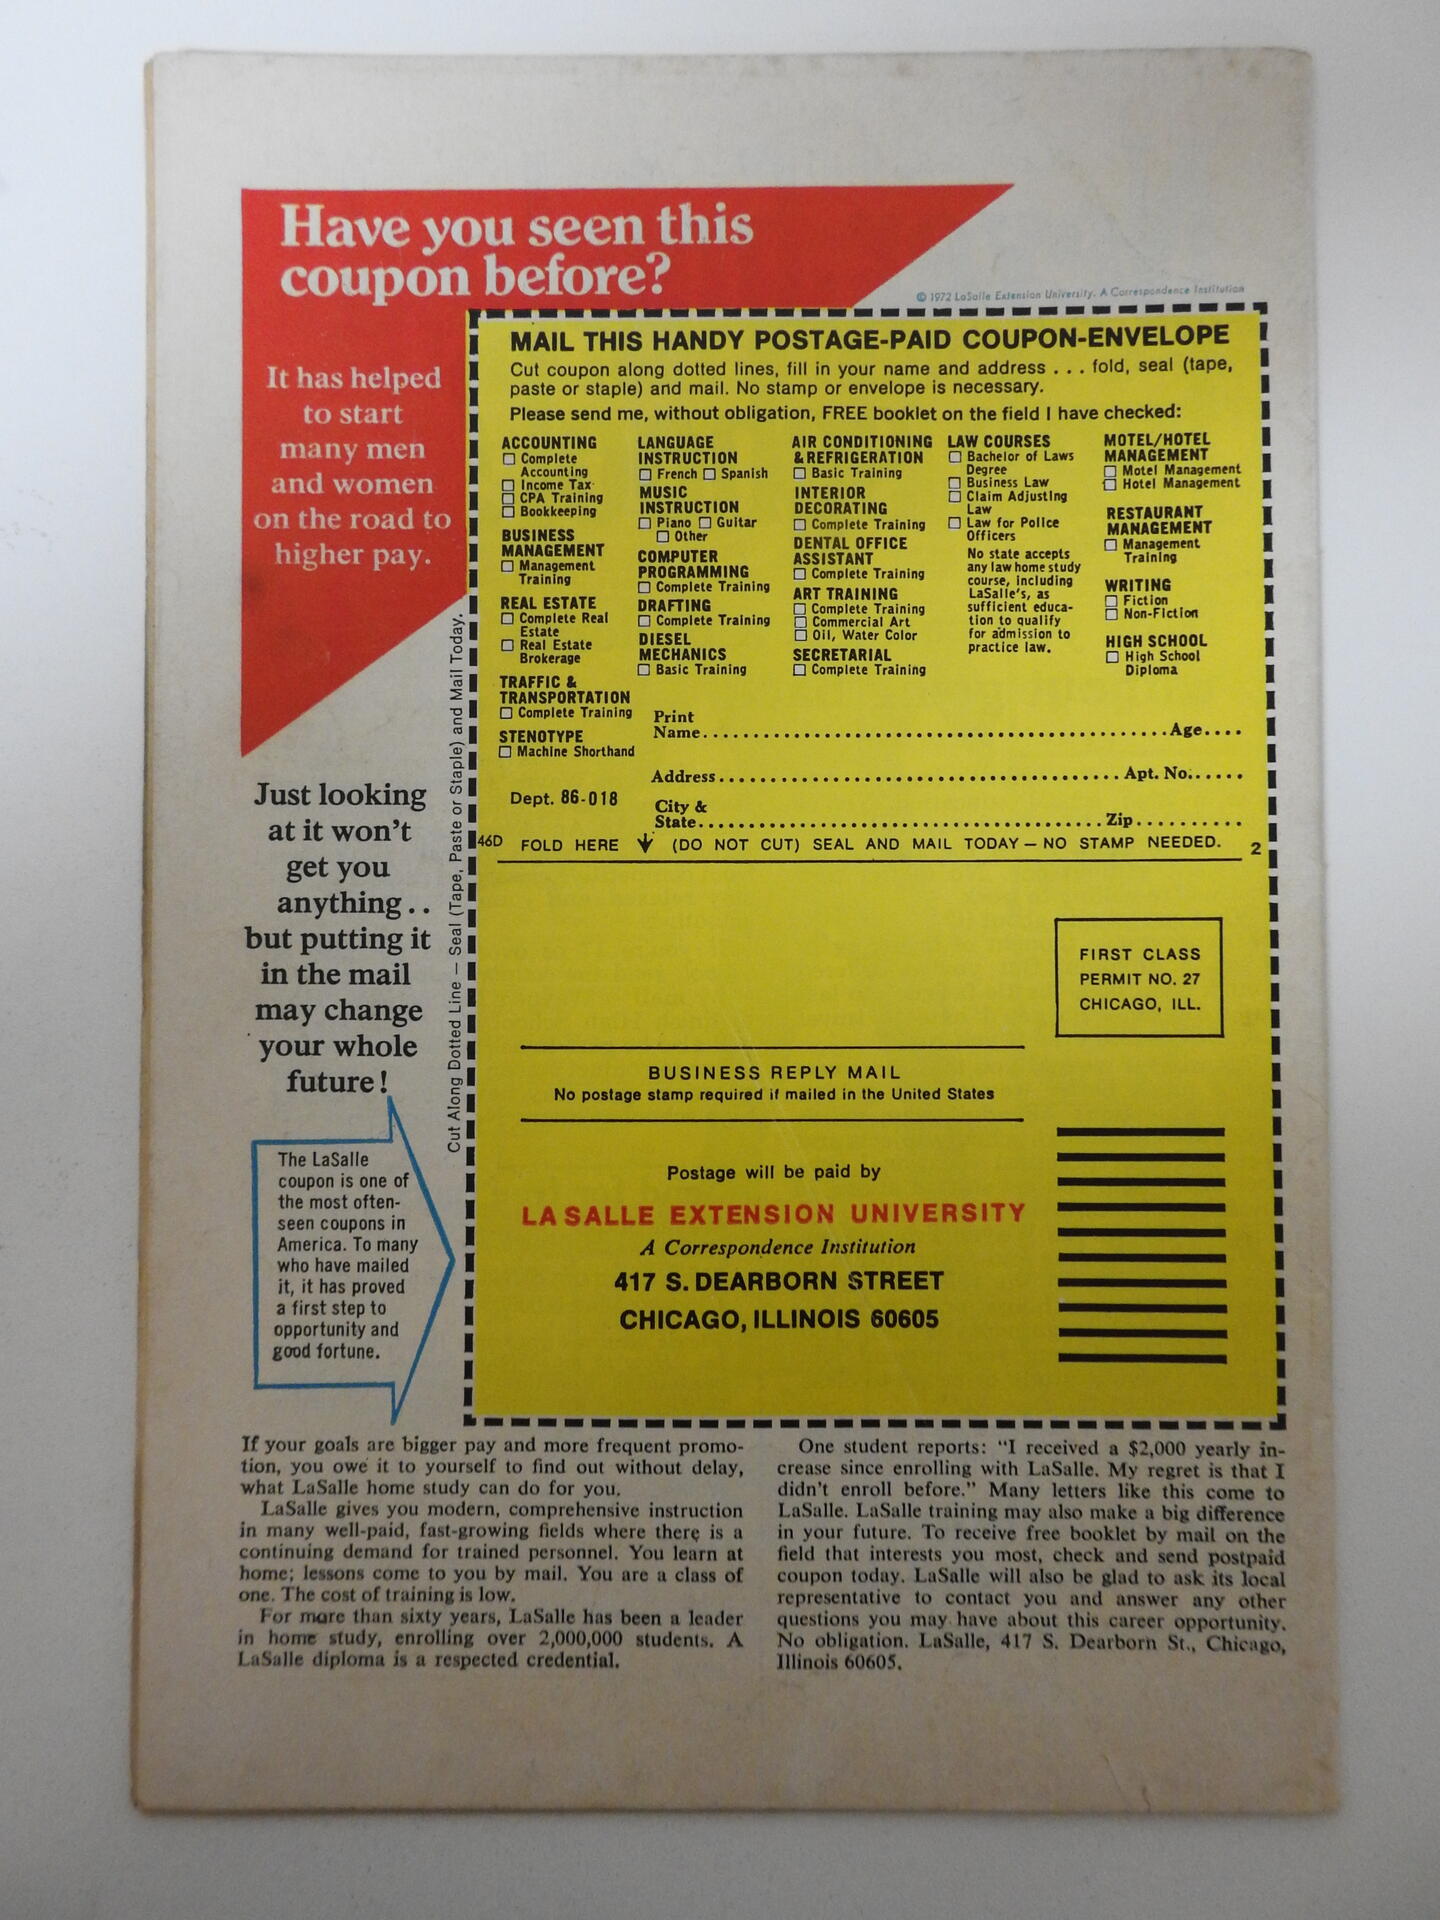 Have you seen this
coupon before?
© 1972 LaSalle Extension University. A Correspondence Institution
It has helped
to start
many men
and women
on the road to
higher pay.
Just looking
at it won't
get you
anything..
but putting it
in the mail
may change
your whole
future!
The LaSalle
coupon is one of
the most often-
seen coupons in
America. To many
who have mailed
it, it has proved
a first step to
opportunity and
good fortune.
Cut Along Dotted Line — Seal (Tape, Paste or Staple) and Mail Today.
MAIL THIS HANDY POSTAGE-PAID COUPON-ENVELOPE
Cut coupon along dotted lines, fill in your name and address . . . fold, seal (tape,
paste or staple) and mail. No stamp or envelope is necessary.
Please send me, without obligation, FREE booklet on the field I have checked:
ACCOUNTING
Complete
Accounting
Income Tax
CPA Training
Bookkeeping
BUSINESS
MANAGEMENT
Management
Training
REAL ESTATE
Complete Real
Estate
Real Estate
Brokerage
TRAFFIC &
TRANSPORTATION
Complete Training
STENOTYPE
Machine Shorthand
LANGUAGE
INSTRUCTION
French Spanish
MUSIC
INSTRUCTION
Piano Guitar
Other
COMPUTER
PROGRAMMING
Complete Training
DRAFTING
Complete Training
DIESEL
MECHANICS
Basic Training
AIR CONDITIONING
& REFRIGERATION
Basic Training
INTERIOR
DECORATING
Complete Training
DENTAL OFFICE
ASSISTANT
Complete Training
ART TRAINING
Complete Training
Commercial Art
Oil, Water Color
SECRETARIAL
Complete Training
LAW COURSES
Bachelor of Laws
Degree
Business Law
Claim Adjusting
Law
Law for Police
Officers
No state accepts
any law home study
course, including
LaSalle's, as
sufficient educa-
tion to qualify
for admission to
practice law.
MOTEL/HOTEL
MANAGEMENT
Motel Management
Hotel Management
RESTAURANT
MANAGEMENT
Management
Training
WRITING
Fiction
Non-Fiction
HIGH SCHOOL
High School
Diploma
Print
Name Age
Address Apt. No.
Dept. 86-018
City &
State Zip
46D FOLD HERE (DO NOT CUT) SEAL AND MAIL TODAY — NO STAMP NEEDED. 2
FIRST CLASS
PERMIT NO. 27
CHICAGO, ILL.
BUSINESS REPLY MAIL
No postage stamp required if mailed in the United States
Postage will be paid by
LA SALLE EXTENSION UNIVERSITY
A Correspondence Institution
417 S. DEARBORN STREET
CHICAGO, ILLINOIS 60605
If your goals are bigger pay and more frequent promo-
tion, you owe it to yourself to find out without delay,
what LaSalle home study can do for you.
LaSalle gives you modern, comprehensive instruction
in many well-paid, fast-growing fields where there is a
continuing demand for trained personnel. You learn at
home; lessons come to you by mail. You are a class of
one. The cost of training is low.
For more than sixty years, LaSalle has been a leader
in home study, enrolling over 2,000,000 students. A
LaSalle diploma is a respected credential.
One student reports: "I received a $2,000 yearly in-
crease since enrolling with LaSalle. My regret is that I
didn't enroll before." Many letters like this come to
LaSalle. LaSalle training may also make a big difference
in your future. To receive free booklet by mail on the
field that interests you most, check and send postpaid
coupon today. LaSalle will also be glad to ask its local
representative to contact you and answer any other
questions you may have about this career opportunity.
No obligation. LaSalle, 417 S. Dearborn St., Chicago,
Illinois 60605.